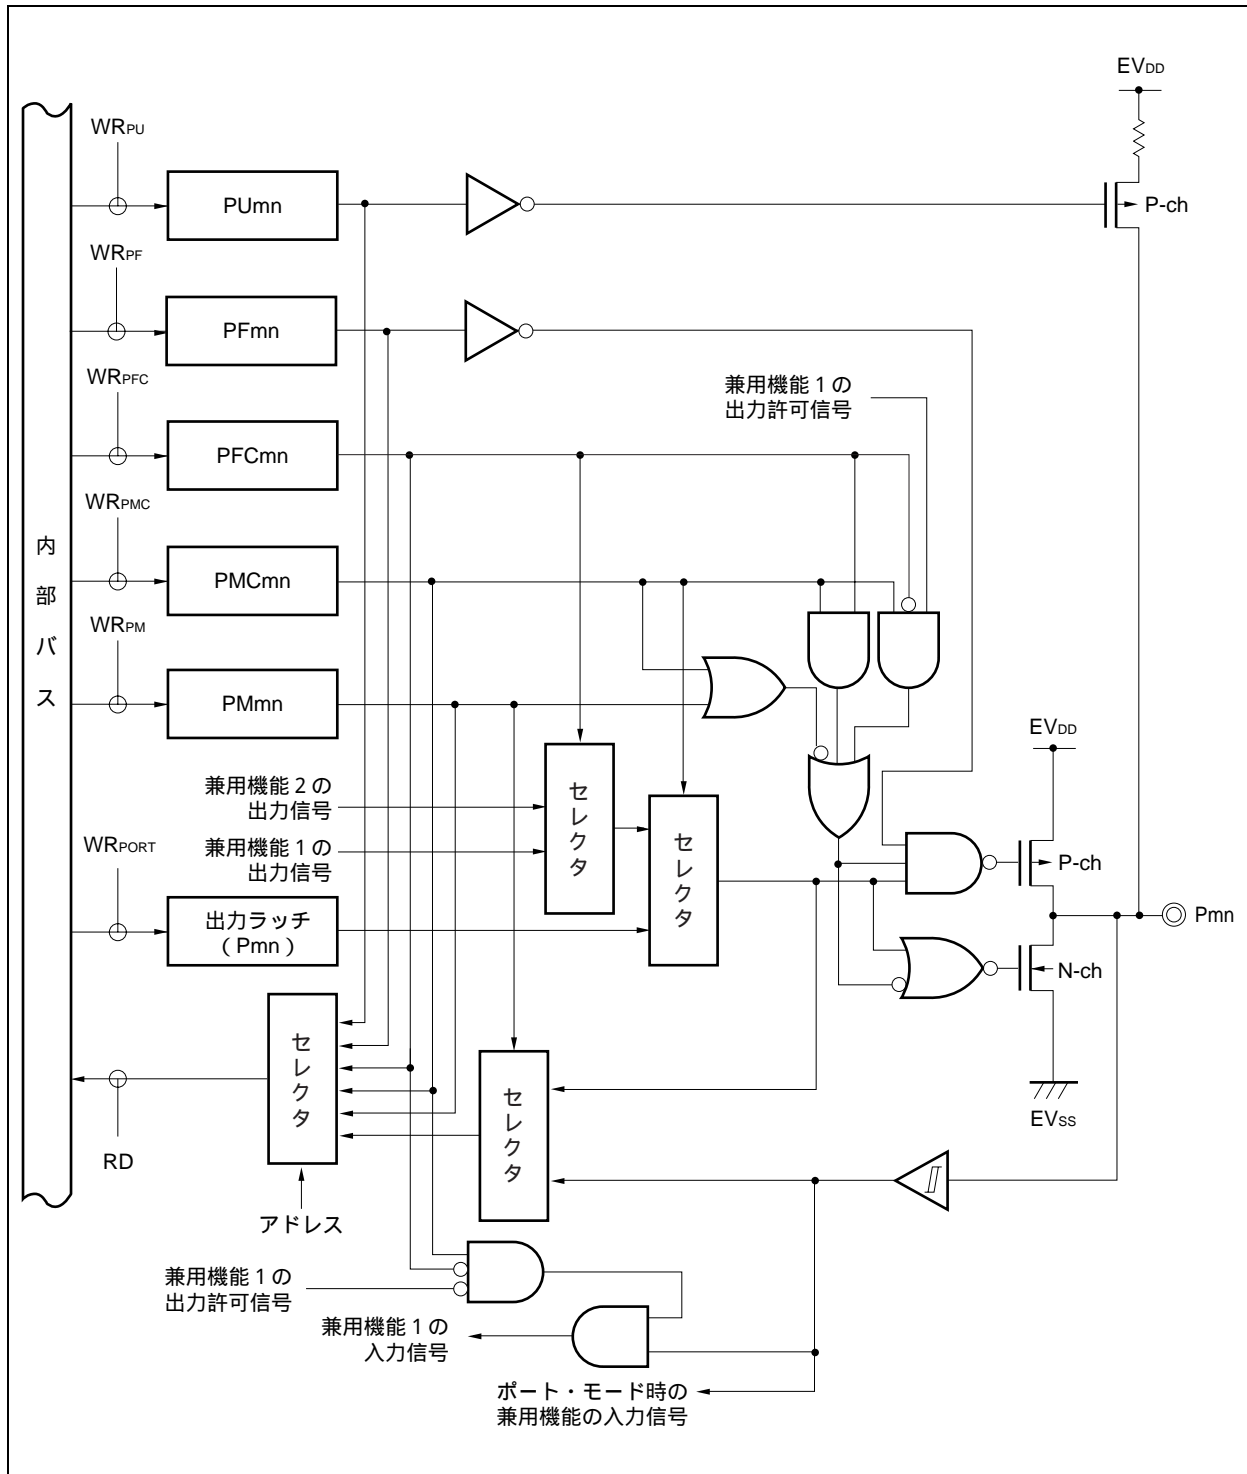 EVDD
WRPU
PUmn
P-ch
WRPF
PFmn
WRPFC
兼用機能1の
出力許可信号
PFCmn
WRPMC
内部バス
PMCmn
WRPM
PMmn
EVDD
兼用機能2の
出力信号
セレクタ
セレクタ
WRPORT
兼用機能1の
出力信号
P-ch
出力ラッチ
(Pmn)
Pmn
N-ch
セレクタ
セレクタ
EVSS
RD
アドレス
兼用機能1の
出力許可信号
兼用機能1の
入力信号
ポート・モード時の
兼用機能の入力信号